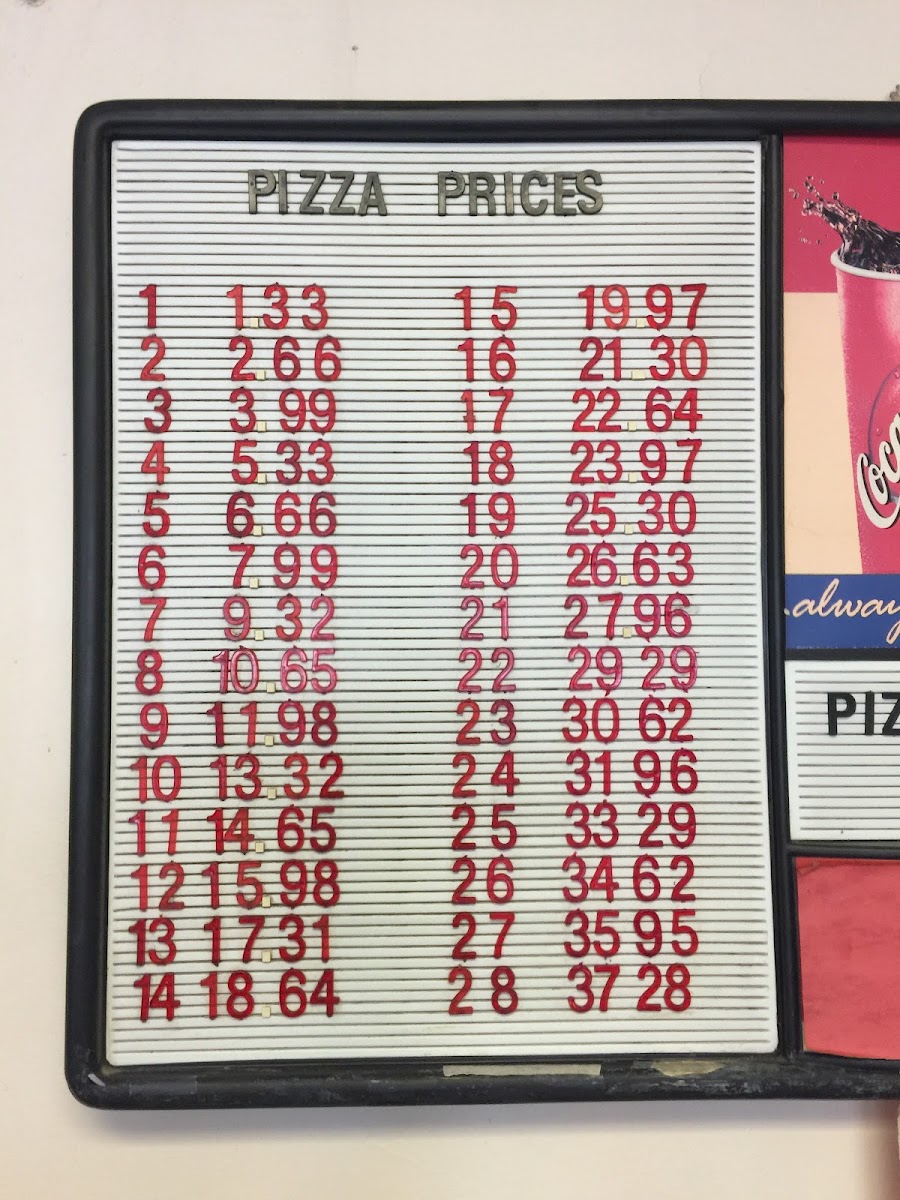 PIZZA PRICES
1 1.33 15 19.97
2 2.66 16 21.30
3 3.99 17 22.64
4 5.33 18 23.97
5 6.66 19 25.30
6 7.99 20 26.63
7 9.32 21 27.96
8 10.65 22 29 29
9 11.98 23 30 62
10 13.32 24 31 96
11 14.65 25 33 29
12 15.98 26 34 62
13 17.31 27 35 95
14 18.64 28 37 28
Coca
alway
PIZ